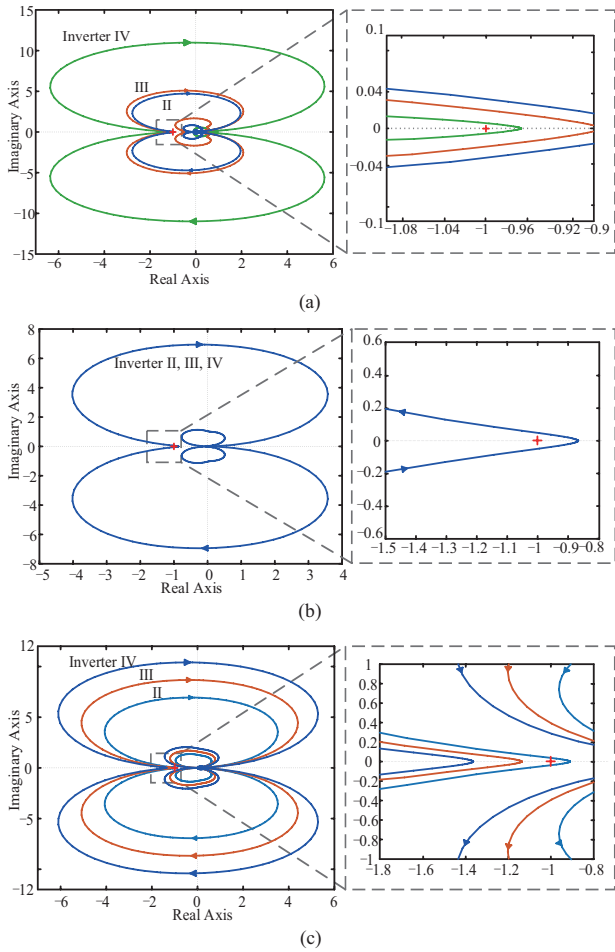 15
10
5
0
−5
−10
15
−6 −4 −2 0 2 4 6
Imaginary Axis
Real Axis
Inverter IV
III
II
0.1
0.04
0
−0.04
−0.1
−1.08 −1.04 −1 −0.96 −0.92 −0.9
(a)
8
6
4
2
0
−2
−4
−6
−8
−5 −4 −3 −2 −1 0 1 2 3 4
Imaginary Axis
Real Axis
Inverter II, III, IV
0.6
0.4
0.2
0
−0.2
−0.4
−0.6
−1.5 −1.4 −1.3 −1.2 −1.1 −1 −0.9 −0.8 0.7
(b)
12
5
0
−5
−12
−6 −4 −2 0 2 4 6
Imaginary Axis
Real Axis
Inverter IV
III
II
1
0.8
0.6
0.4
0.2
0
0.2
0.4
0.6
0.8
−1
−1.8 −1.6 −1.4 −1.2 −1 −0.8
(c)